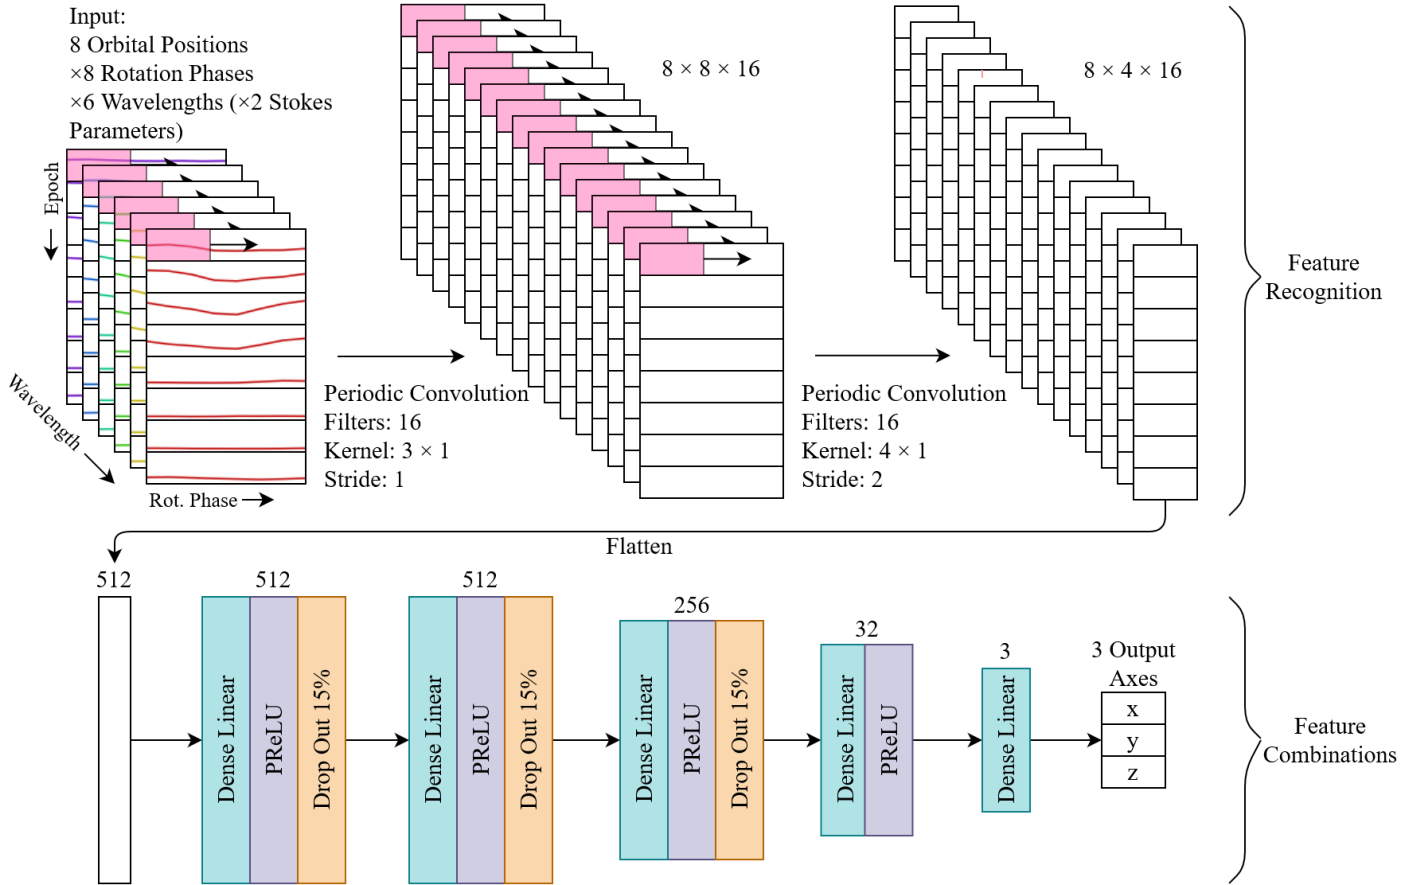 Input:
8 Orbital Positions
×8 Rotation Phases
×6 Wavelengths (×2 Stokes
Parameters)
8 × 8 × 16
8 × 4 × 16
Epoch
Wavelength
Rot. Phase
Periodic Convolution
Filters: 16
Kernel: 3 × 1
Stride: 1
Periodic Convolution
Filters: 16
Kernel: 4 × 1
Stride: 2
Feature
Recognition
Flatten
512
512
Dense Linear
PReLU
Drop Out 15%
512
Dense Linear
PReLU
Drop Out 15%
256
Dense Linear
PReLU
Drop Out 15%
32
Dense Linear
PReLU
3
Dense Linear
3 Output
Axes
x
y
z
Feature
Combinations